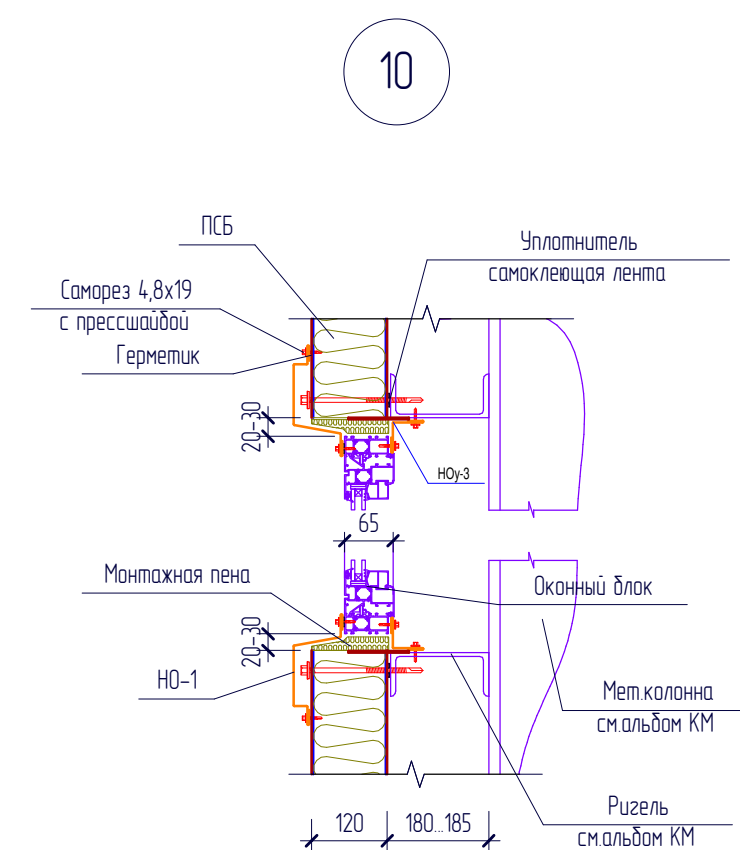 10
ПСБ
Уплотнитель
самоклеющая лента
Саморез 4,8х19
с прессшайбой
Герметик
20-30
НОу-3
65
Монтажная пена
Оконный блок
20-30
НО-1
Мет.колонна
см.альбом КМ
Ригель
см.альбом КМ
120
180...185